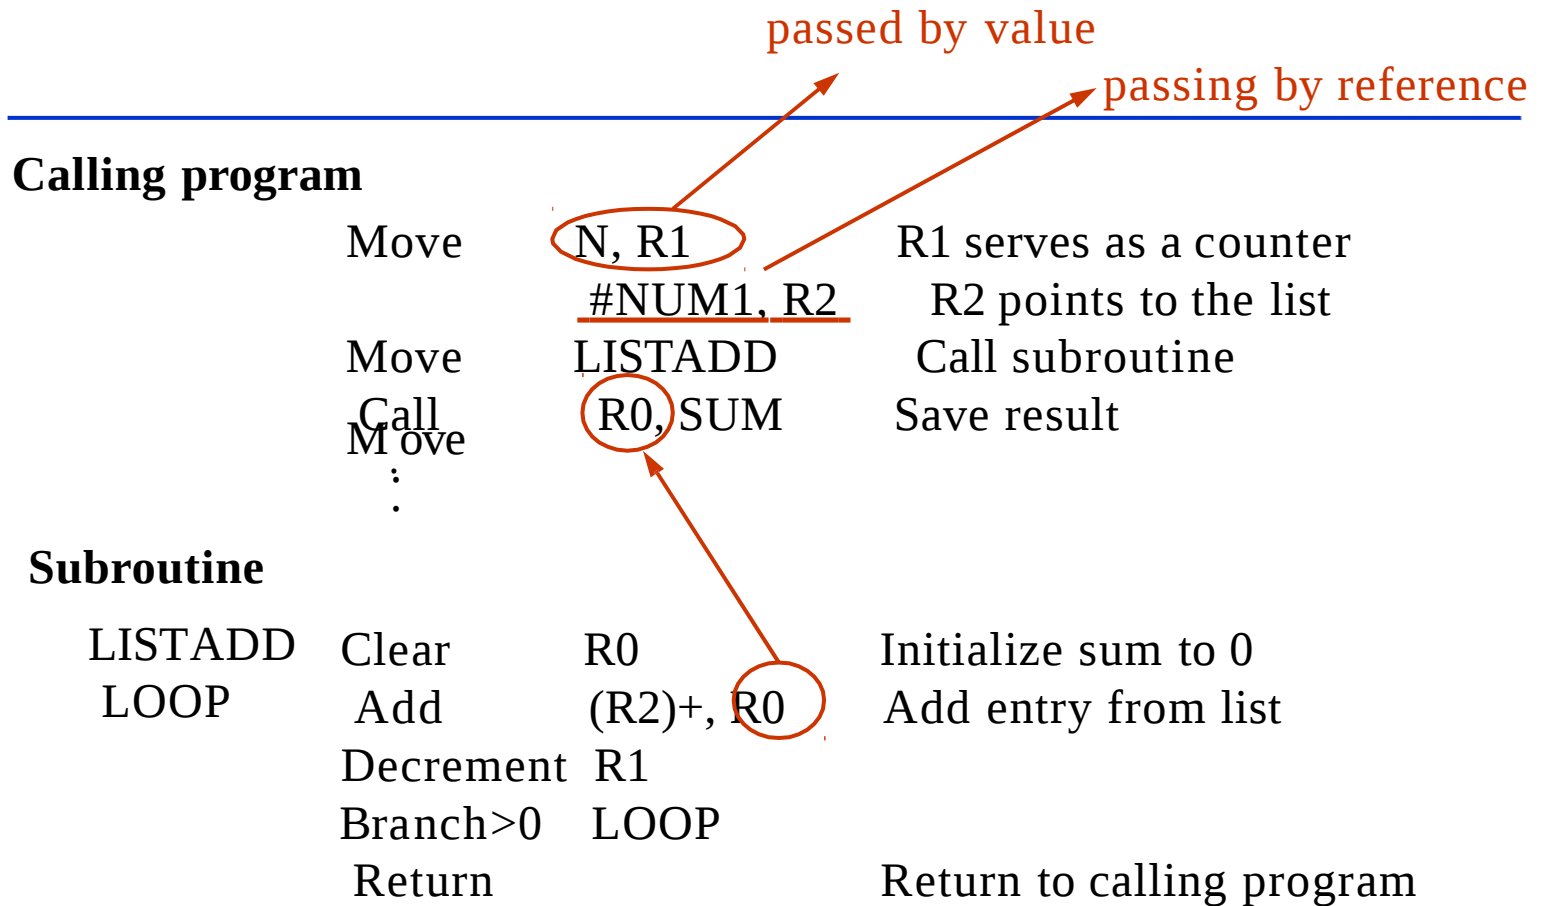 passed by value
passing by reference
Calling program
Move N, R1 R1 serves as a counter
#NUM1, R2 R2 points to the list
Move LISTADD Call subroutine
Call R0, SUM Save result
M ove
:
.
Subroutine
LISTADD Clear R0 Initialize sum to 0
LOOP Add (R2)+, R0 Add entry from list
Decrement R1
Branch>0 LOOP
Return Return to calling program